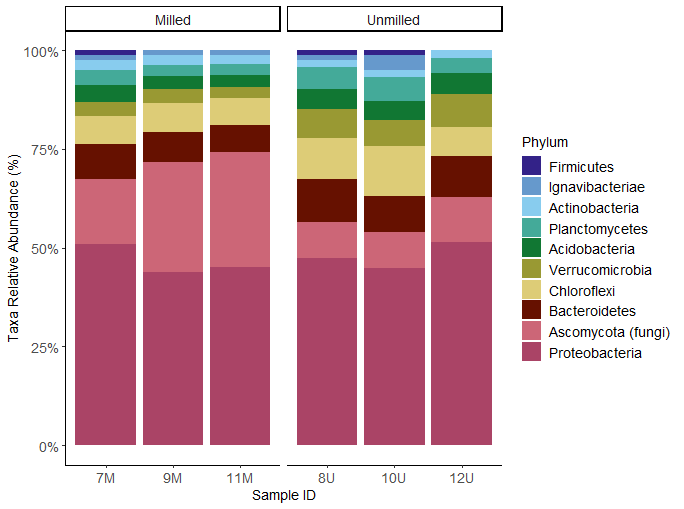 Milled
Unmilled
100%
75%
50%
25%
0%
Taxa Relative Abundance (%)
7M
9M
11M
8U
10U
12U
Sample ID
Phylum
Firmicutes
Ignavibacteriae
Actinobacteria
Planctomycetes
Acidobacteria
Verrucomicrobia
Chloroflexi
Bacteroidetes
Ascomycota (fungi)
Proteobacteria